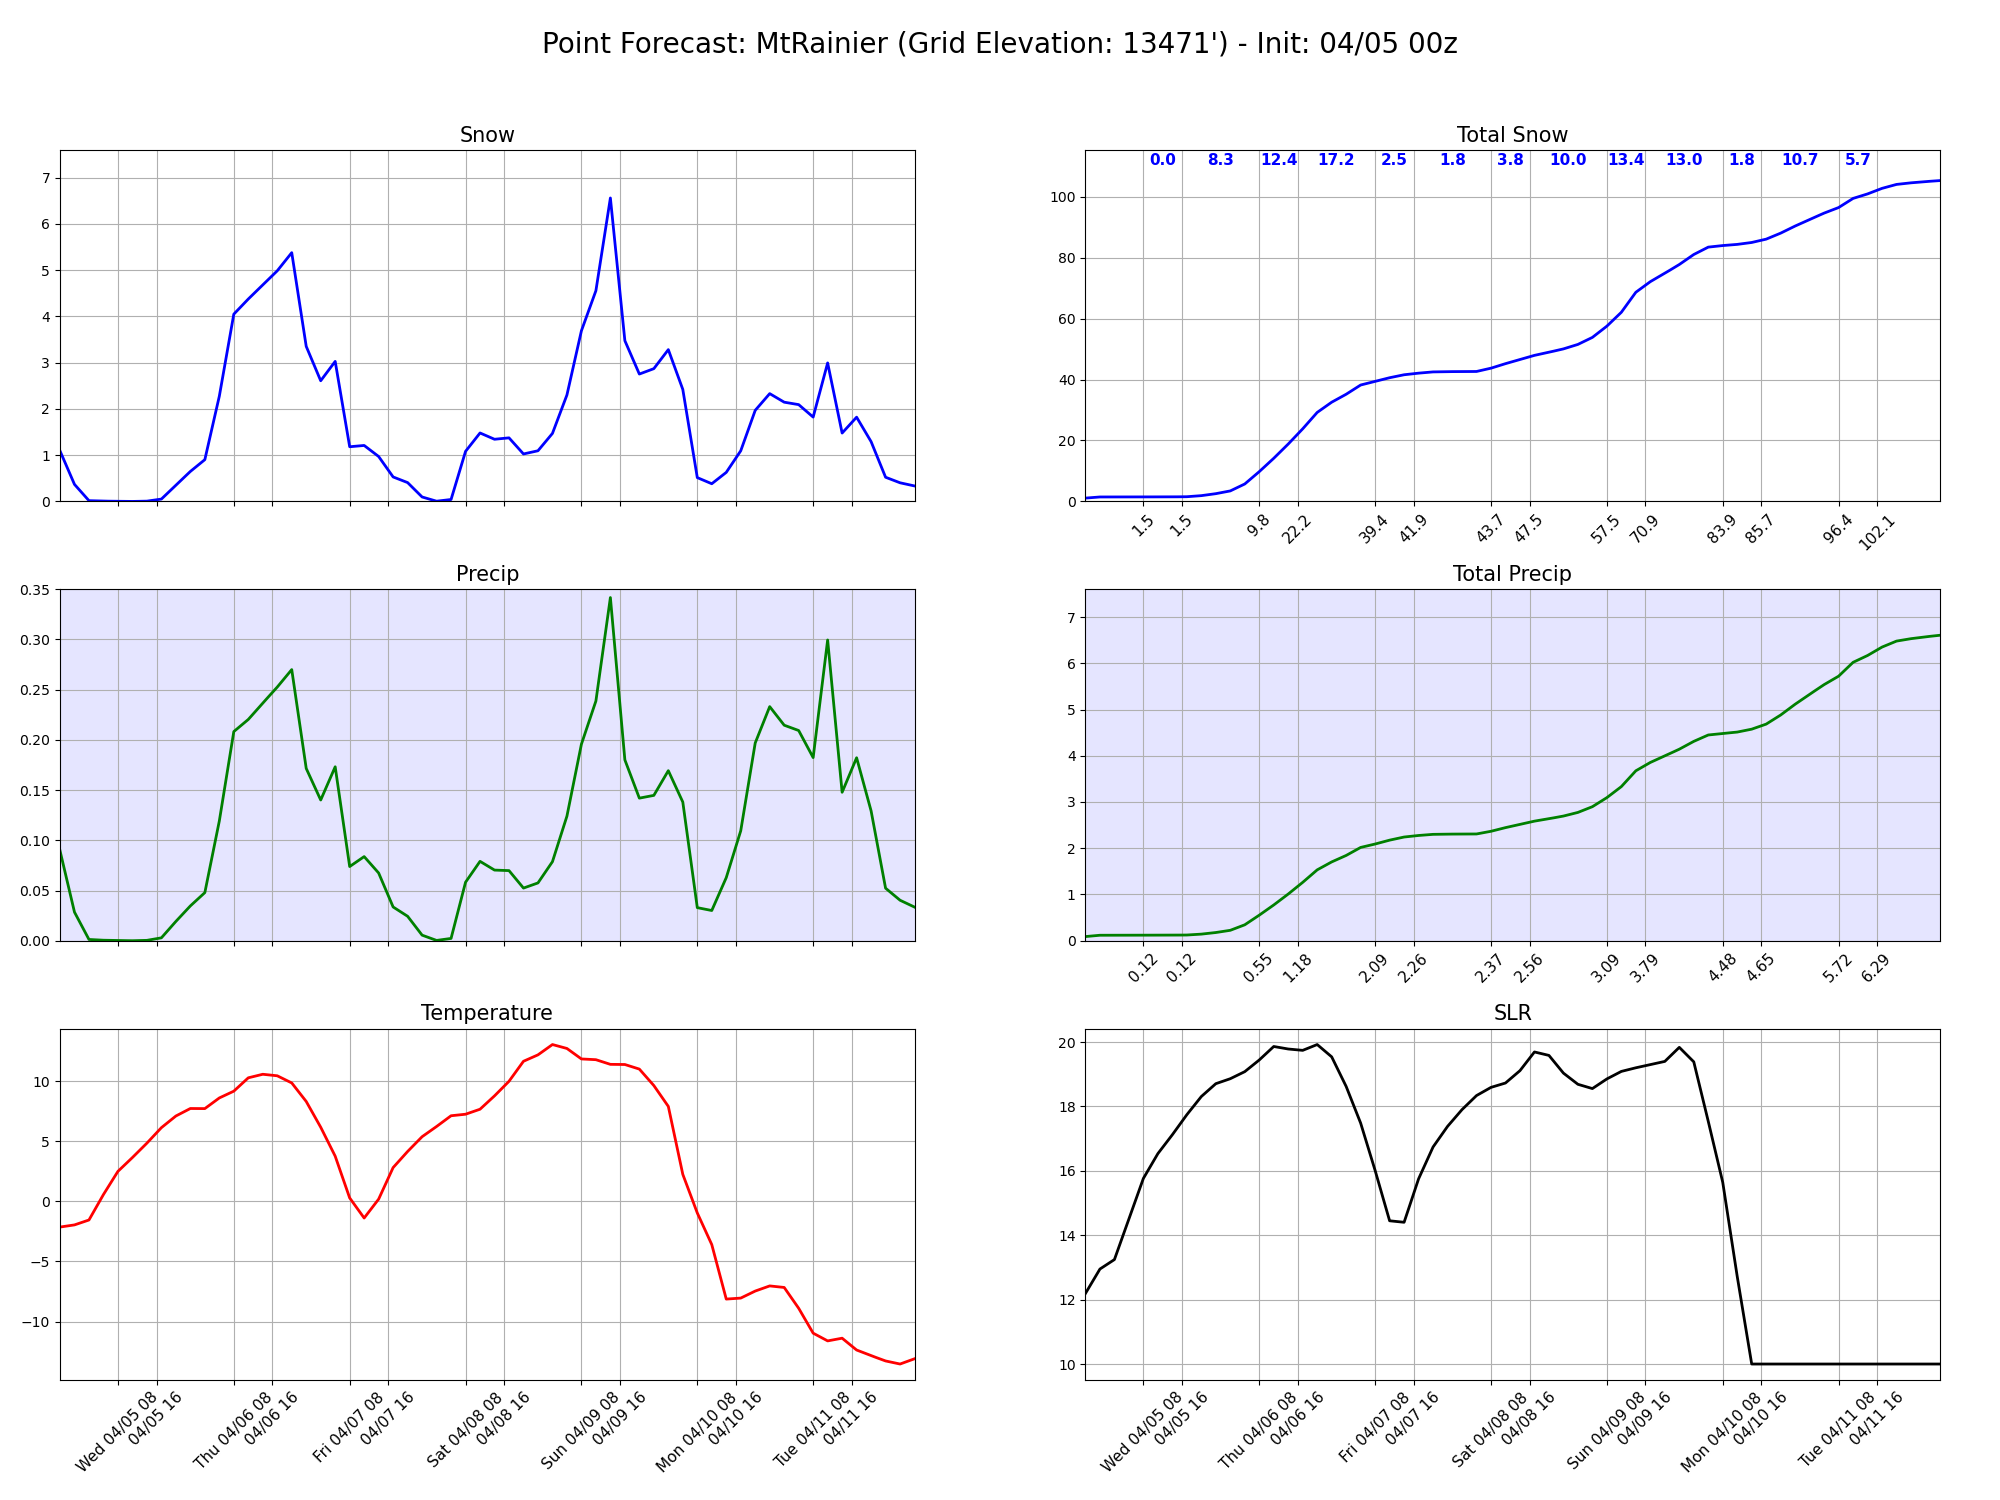 Point Forecast: MtRainier (Grid Elevation: 13471') - Init: 04/05 00z
Snow
7
6
5
4
3
2
1
0
Total Snow
0.0 8.3 12.4 17.2 2.5 1.8 3.8 10.0 13.4 13.0 1.8 10.7 5.7
100
80
60
40
20
0
1.5 1.5 9.8 22.2 39.4 41.9 43.7 47.5 57.5 70.9 83.9 85.7 96.4 102.1
Precip
0.35
0.30
0.25
0.20
0.15
0.10
0.05
0.00
Total Precip
7
6
5
4
3
2
1
0
0.12 0.12 0.55 1.18 2.09 2.26 2.37 2.56 3.09 3.79 4.48 4.65 5.72 6.29
Temperature
10
5
0
−5
−10
Wed 04/05 08
04/05 16
Thu 04/06 08
04/06 16
Fri 04/07 08
04/07 16
Sat 04/08 08
04/08 16
Sun 04/09 08
04/09 16
Mon 04/10 08
04/10 16
Tue 04/11 08
04/11 16
SLR
20
18
16
14
12
10
Wed 04/05 08
04/05 16
Thu 04/06 08
04/06 16
Fri 04/07 08
04/07 16
Sat 04/08 08
04/08 16
Sun 04/09 08
04/09 16
Mon 04/10 08
04/10 16
Tue 04/11 08
04/11 16